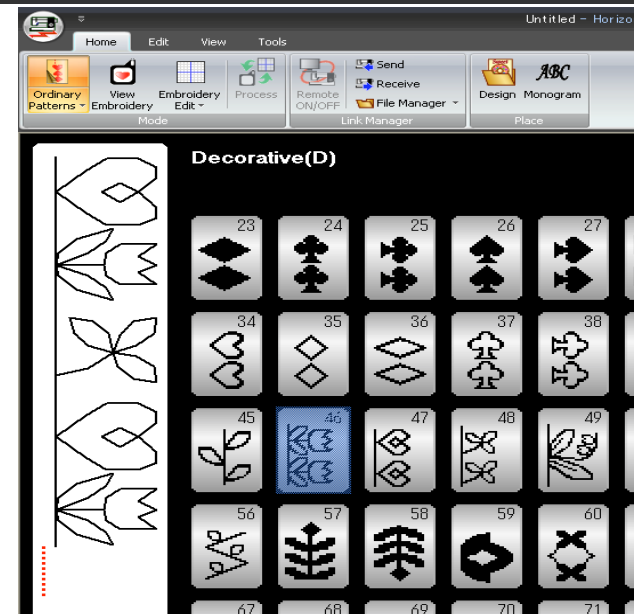 Untitled - Horizo
Home Edit View Tools
Ordinary Patterns
View Embroidery
Embroidery Edit
Process
Mode
Remote ON/OFF
Send
Receive
File Manager
Link Manager
Design
ABC
Monogram
Place
Decorative(D)
23 24 25 26 27
34 35 36 37 38
45 46 47 48 49
56 57 58 59 60
67 68 69 70 71